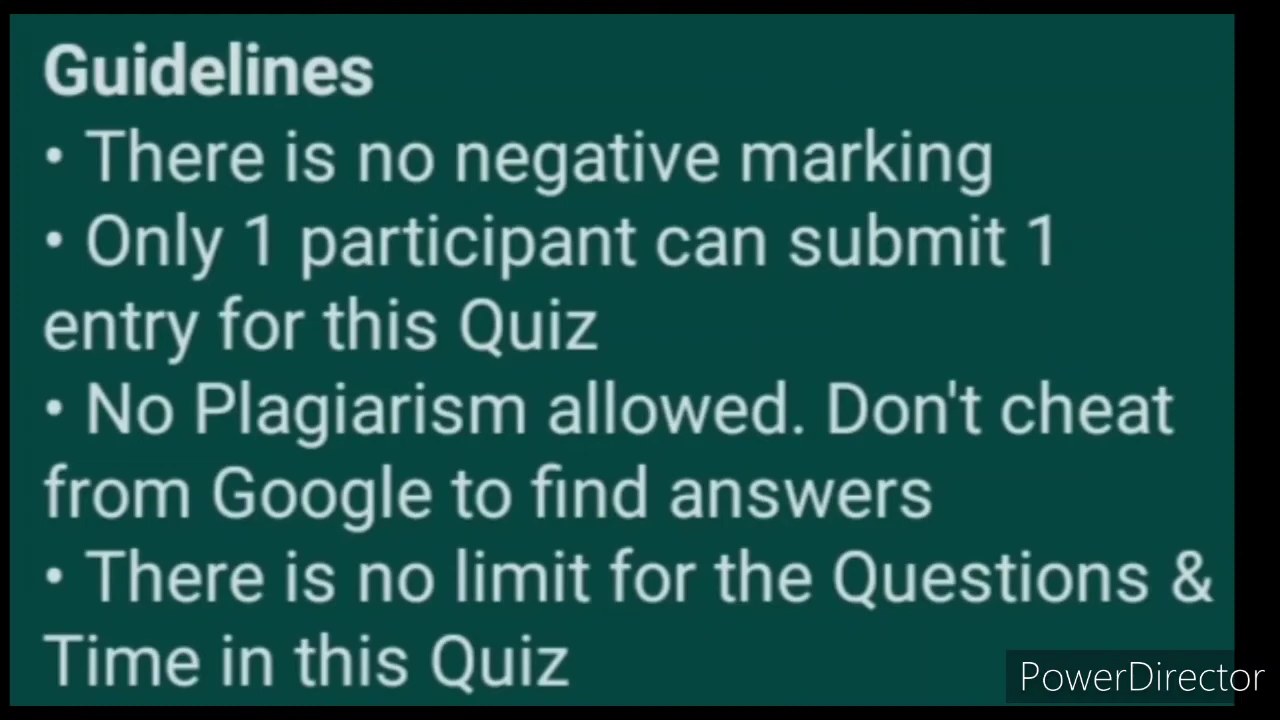 Guidelines
• There is no negative marking
• Only 1 participant can submit 1
entry for this Quiz
• No Plagiarism allowed. Don't cheat
from Google to find answers
• There is no limit for the Questions &
Time in this Quiz
PowerDirector